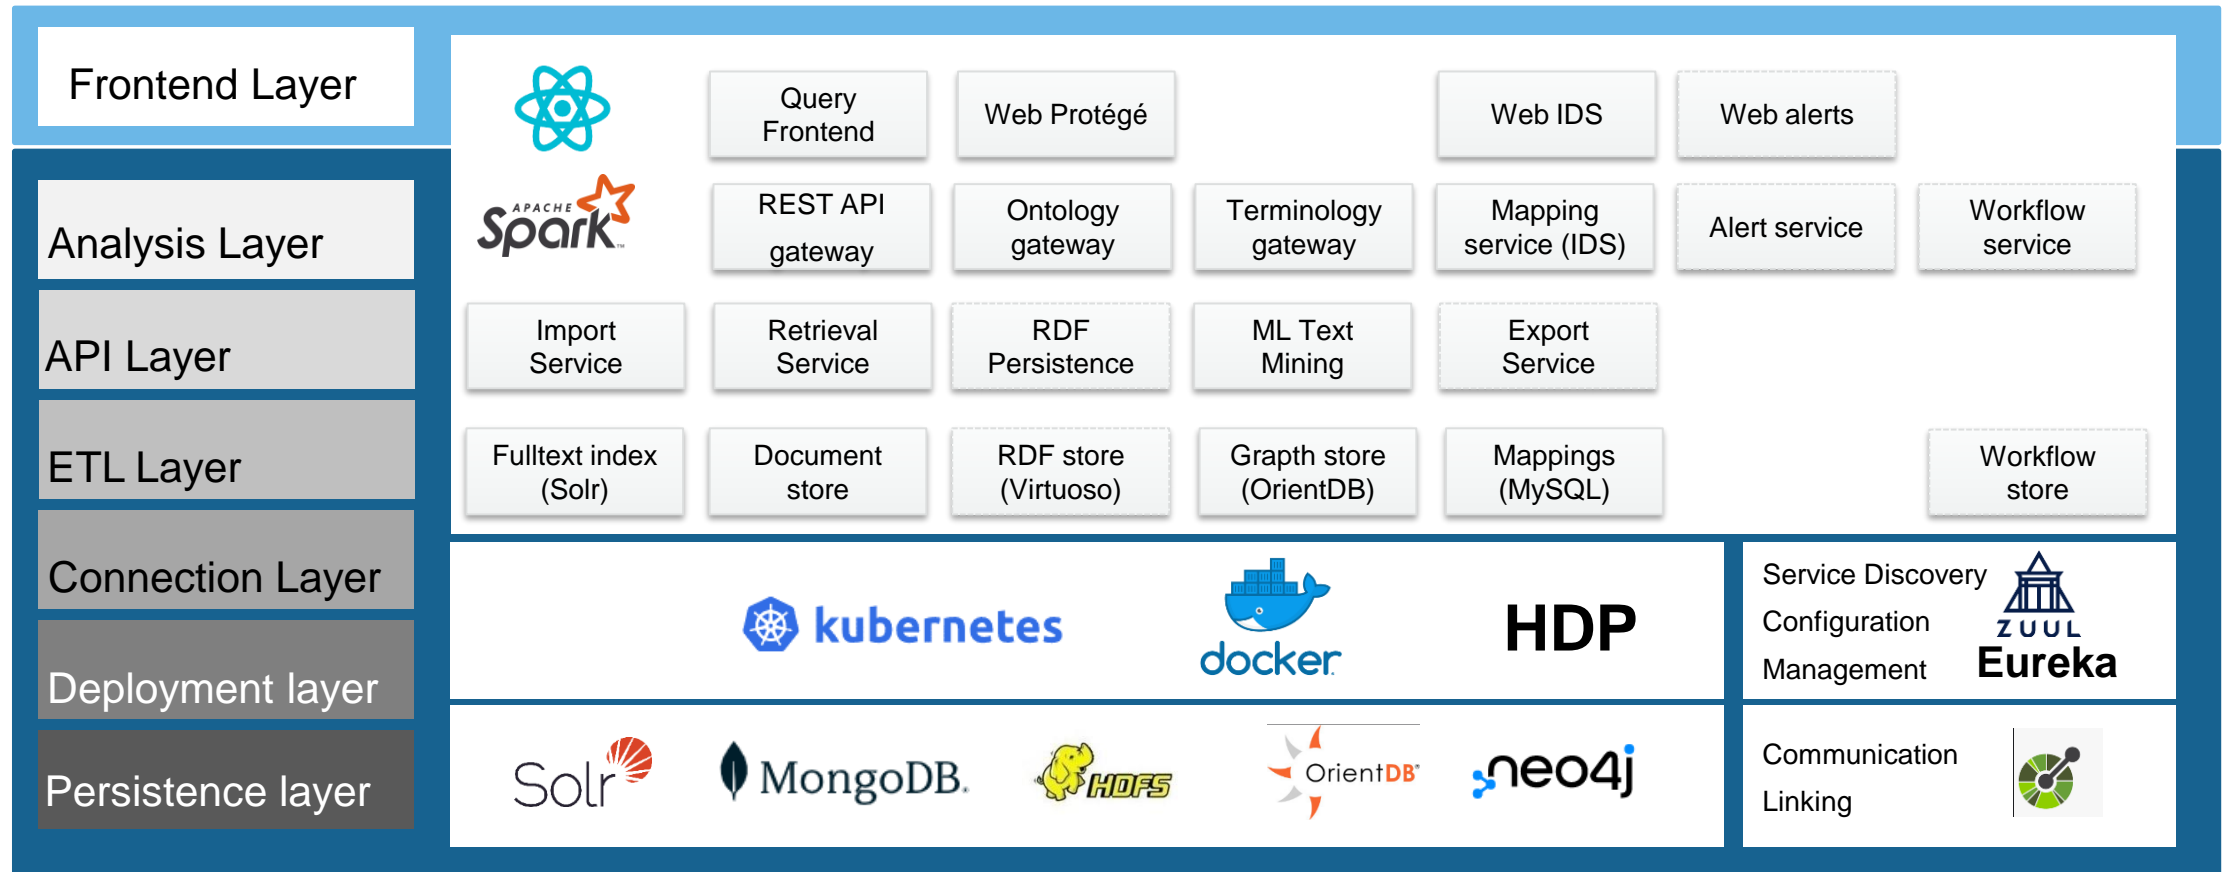 Frontend Layer
Query
Frontend
Web Protégé
Web IDS
Web alerts
Analysis Layer
APACHE
Spark™
REST API
gateway
Ontology
gateway
Terminology
gateway
Mapping
service (IDS)
Alert service
Workflow
service
API Layer
Import
Service
Retrieval
Service
RDF
Persistence
ML Text
Mining
Export
Service
ETL Layer
Fulltext index
(Solr)
Document
store
RDF store
(Virtuoso)
Grapth store
(OrientDB)
Mappings
(MySQL)
Workflow
store
Connection Layer
Deployment layer
kubernetes
docker
HDP
Service Discovery
Configuration
Management
ZUUL
Eureka
Persistence layer
Solr
MongoDB.
HDFS
OrientDB®
neo4j
Communication
Linking